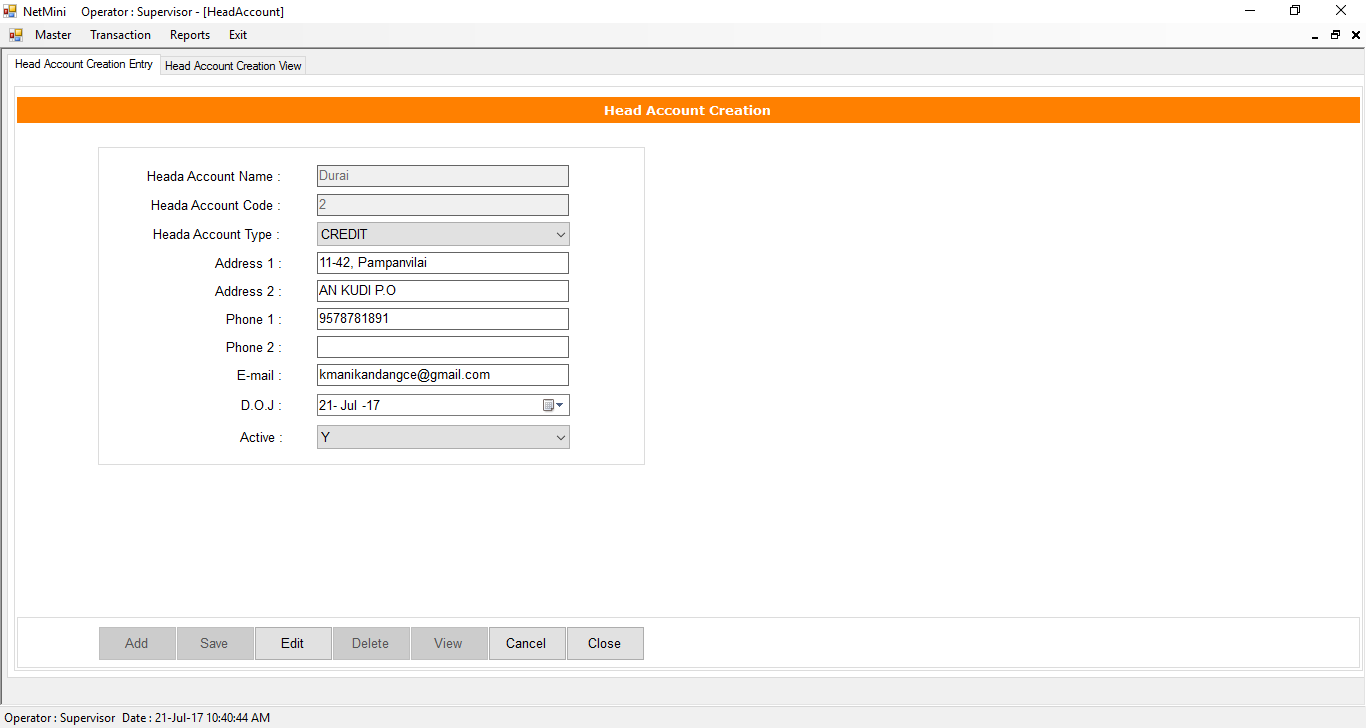 NetMini Operator : Supervisor - [HeadAccount]
Master Transaction Reports Exit
Head Account Creation Entry Head Account Creation View
Head Account Creation
Heada Account Name : Durai
Heada Account Code : 2
Heada Account Type : CREDIT
Address 1 : 11-42, Pampanvilai
Address 2 : AN KUDI P.O
Phone 1 : 9578781891
Phone 2 :
E-mail : kmanikandangce@gmail.com
D.O.J : 21- Jul -17
Active : Y
Add Save Edit Delete View Cancel Close
Operator : Supervisor Date : 21-Jul-17 10:40:44 AM